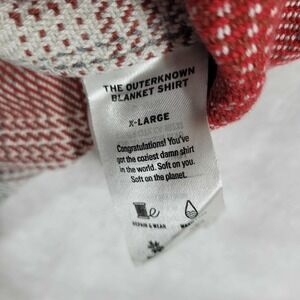 THE OUTERKNOWN
BLANKET SHIRT
X-LARGE
Congratulations! You've
got the coziest damn shirt
in the world. Soft on you.
Soft on the planet.
REPAIR & WEAR